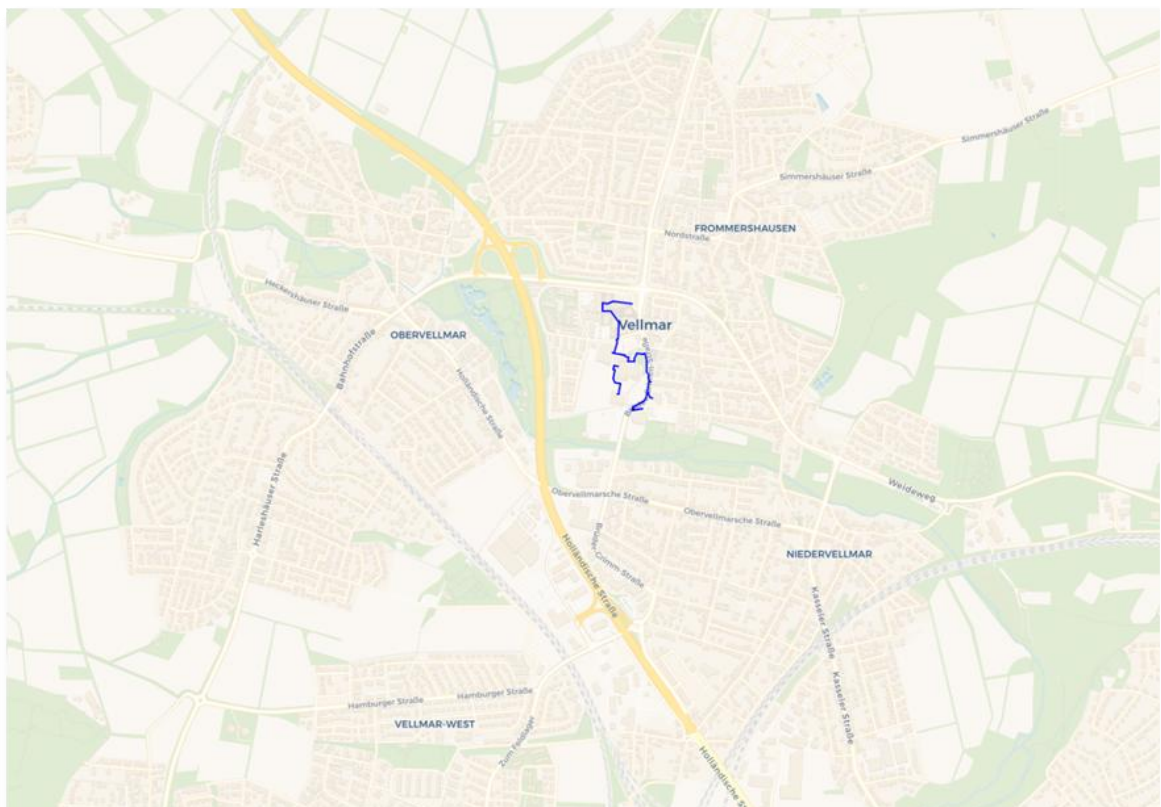 Simmershäuser Straße
Simmershäuser Straße
FROMMERSHAUSEN
Nordstraße
Heckershäuser Straße
Vellmar
OBERVELLMAR
Bahnhofstraße
Holländische Straße
Harleshäuser Straße
Weideweg
Obervellmarsche Straße
Obervellmarsche Straße
Brüder-
Grimm Straße
NIEDERVELLMAR
Holländische Straße
Kasseler Straße
Kasseler Straße
Hamburger Straße
Hamburger Straße
VELLMAR-WEST
Zum Feldlager
Holländische St